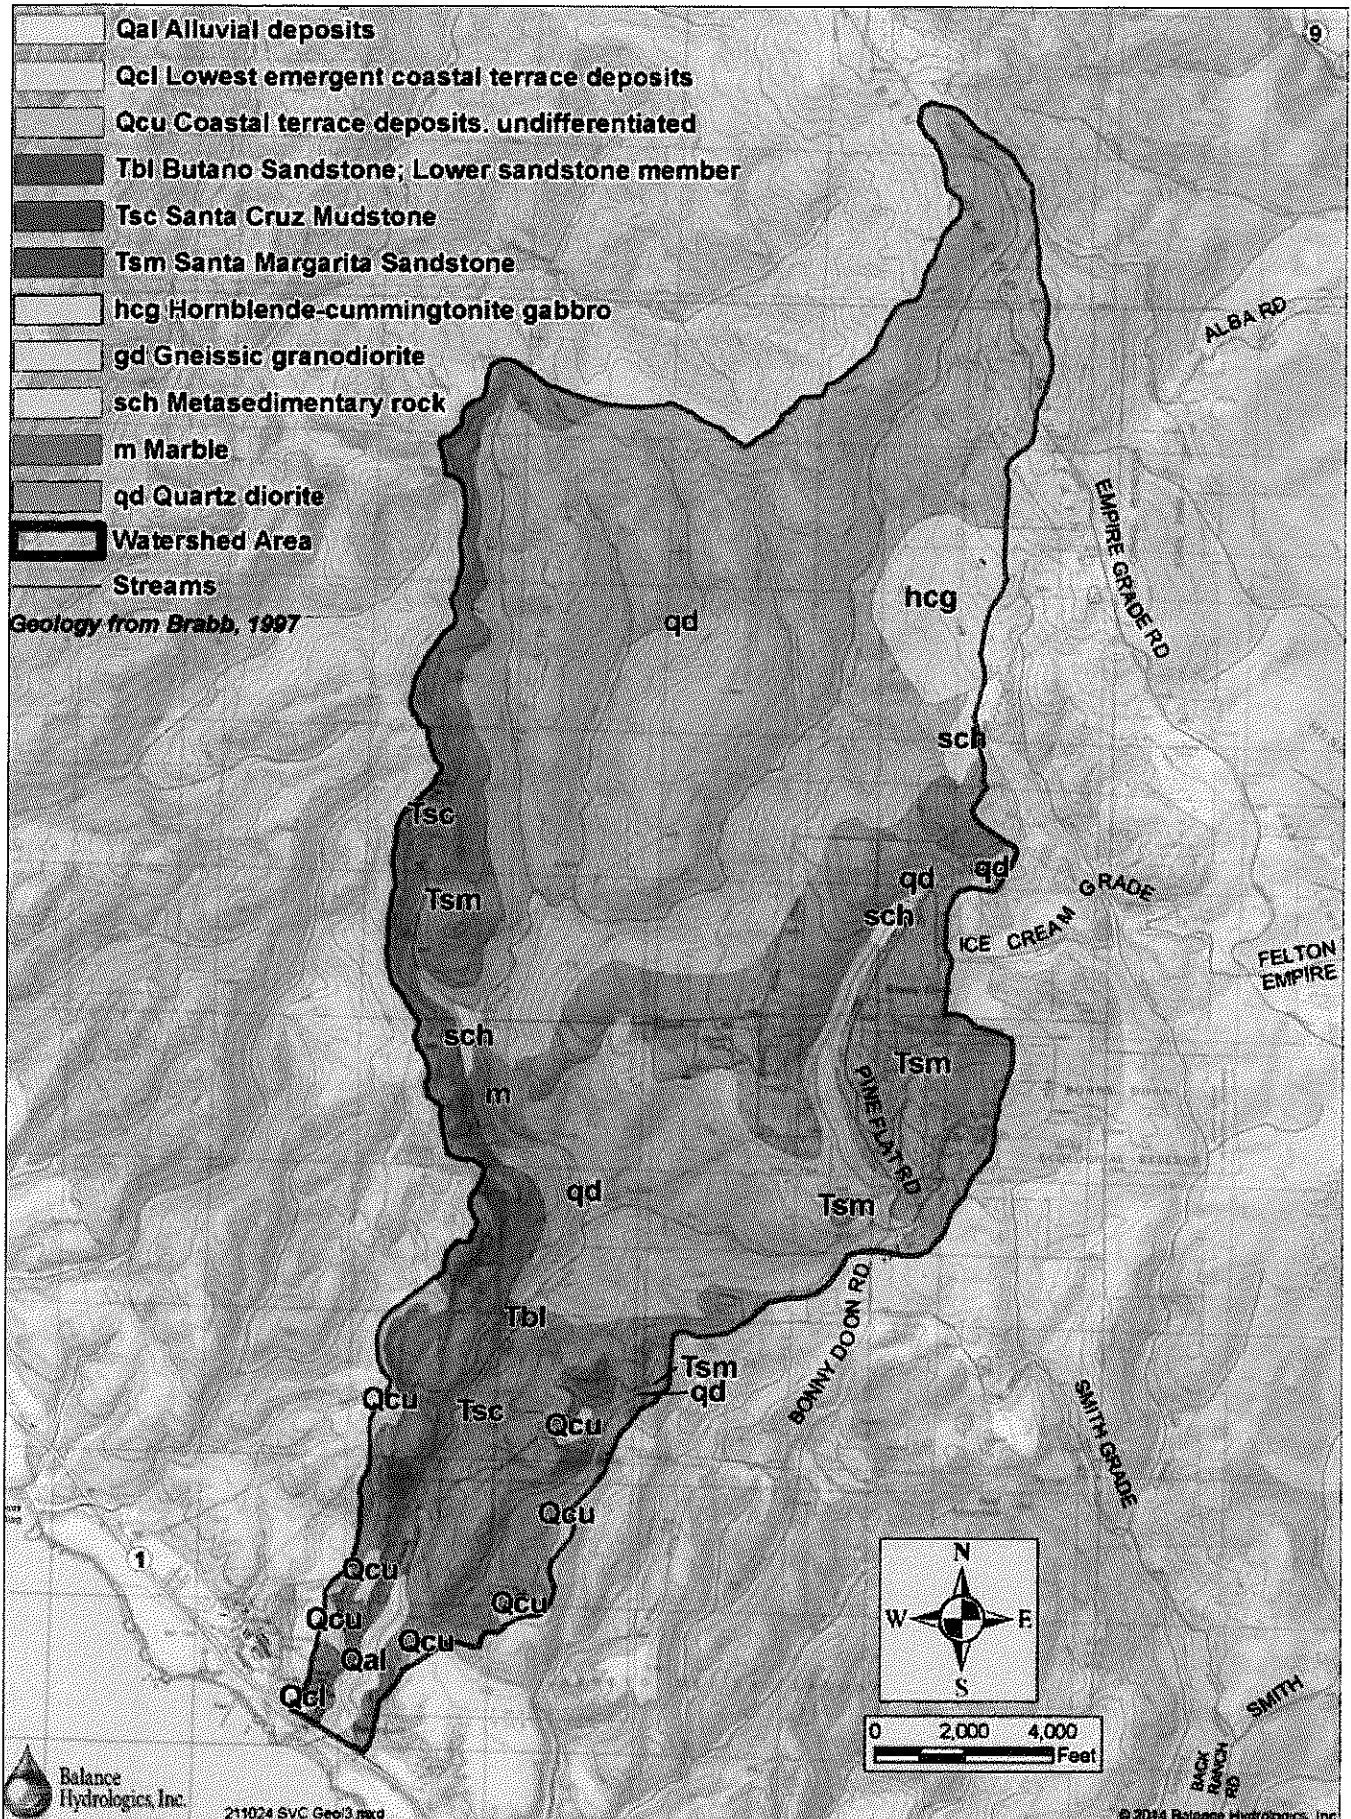 Qal Alluvial deposits
Qcl Lowest emergent coastal terrace deposits
Qcu Coastal terrace deposits. undifferentiated
Tbl Butano Sandstone; Lower sandstone member
Tsc Santa Cruz Mudstone
Tsm Santa Margarita Sandstone
hcg Hornblende-cummingtonite gabbro
gd Gneissic granodiorite
sch Metasedimentary rock
m Marble
qd Quartz diorite
Watershed Area
Streams
Geology from Brabb, 1997
9
ALBA RD
EMPIRE GRADE RD
hcg
qd
sch
Tsc
qd
qd
Tsm
sch
ICE CREAM GRADE
FELTON
EMPIRE
sch
Tsm
m
PINE FLAT RD
qd
Tsm
Tbl
BONNY DOON RD
Tsm
qd
Qcu
Tsc
Qcu
SMITH GRADE
Qcu
1
Qcu
Qcu
Qcu
Qcu
Qal
Qcl
N
W
E
S
0 2,000 4,000
Feet
SMITH
BACK
RANCH
RD
Balance
Hydrologics, Inc.
211024 SVC Geol3.mxd
© 2014 Balance Hydrologics, Inc.